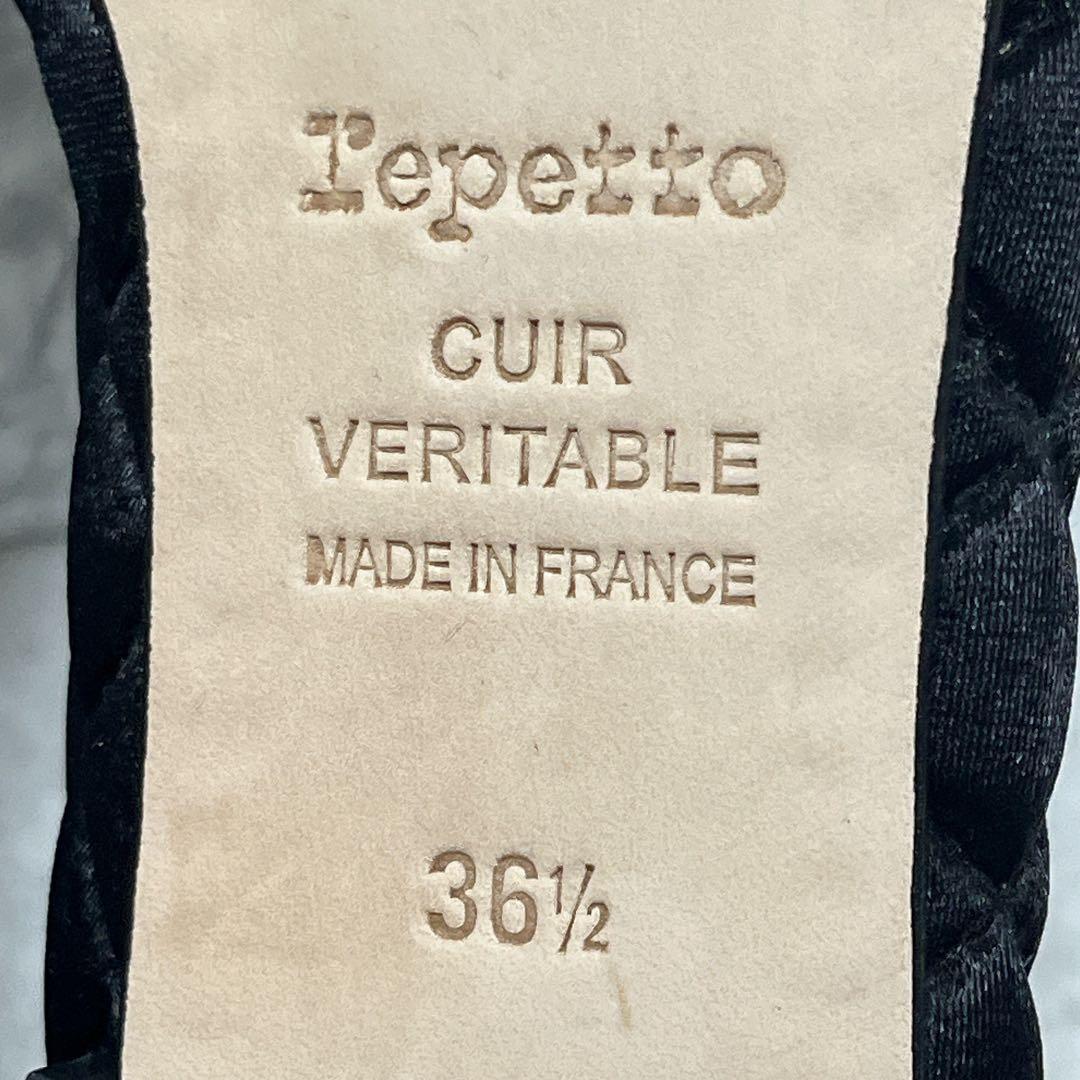 repetto
CUIR
VERITABLE
MADE IN FRANCE
36½